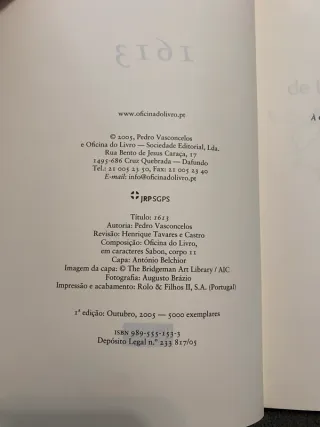 1613
www.oficinadolivro.pt
© 2005, Pedro Vasconcelos
e Oficina do Livro — Sociedade Editorial, Lda.
Rua Bento de Jesus Caraça, 17
1495-686 Cruz Quebrada — Dafundo
Tel.: 21 005 23 50, Fax: 21 005 23 40
E-mail: info@oficinadolivro.pt
JRP SGPS
Título: 1613
Autoria: Pedro Vasconcelos
Revisão: Henrique Tavares e Castro
Composição: Oficina do Livro,
em caracteres Sabon, corpo 11
Capa: António Belchior
Imagem da capa: © The Bridgeman Art Library / AIC
Fotografia: Augusto Brázio
Impressão e acabamento: Rolo & Filhos II, S.A. (Portugal)
1ª edição: Outubro, 2005 — 5000 exemplares
ISBN 989-555-153-3
Depósito Legal n.º 233 817/05
de
A